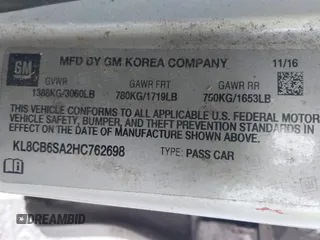 MFD BY GM KOREA COMPANY 11/16
GM
GVWR GAWR FRT GAWR RR
1388KG/3060LB 780KG/1719LB 750KG/1653LB
THIS VEHICLE CONFORMS TO ALL APPLICABLE U.S. FEDERAL MOTOR
VEHICLE SAFETY, BUMPER, AND THEFT PREVENTION STANDARDS
IN EFFECT ON THE DATE OF MANUFACTURE SHOWN ABOVE.
KL8CB6SA2HC762698 TYPE: PASS CAR